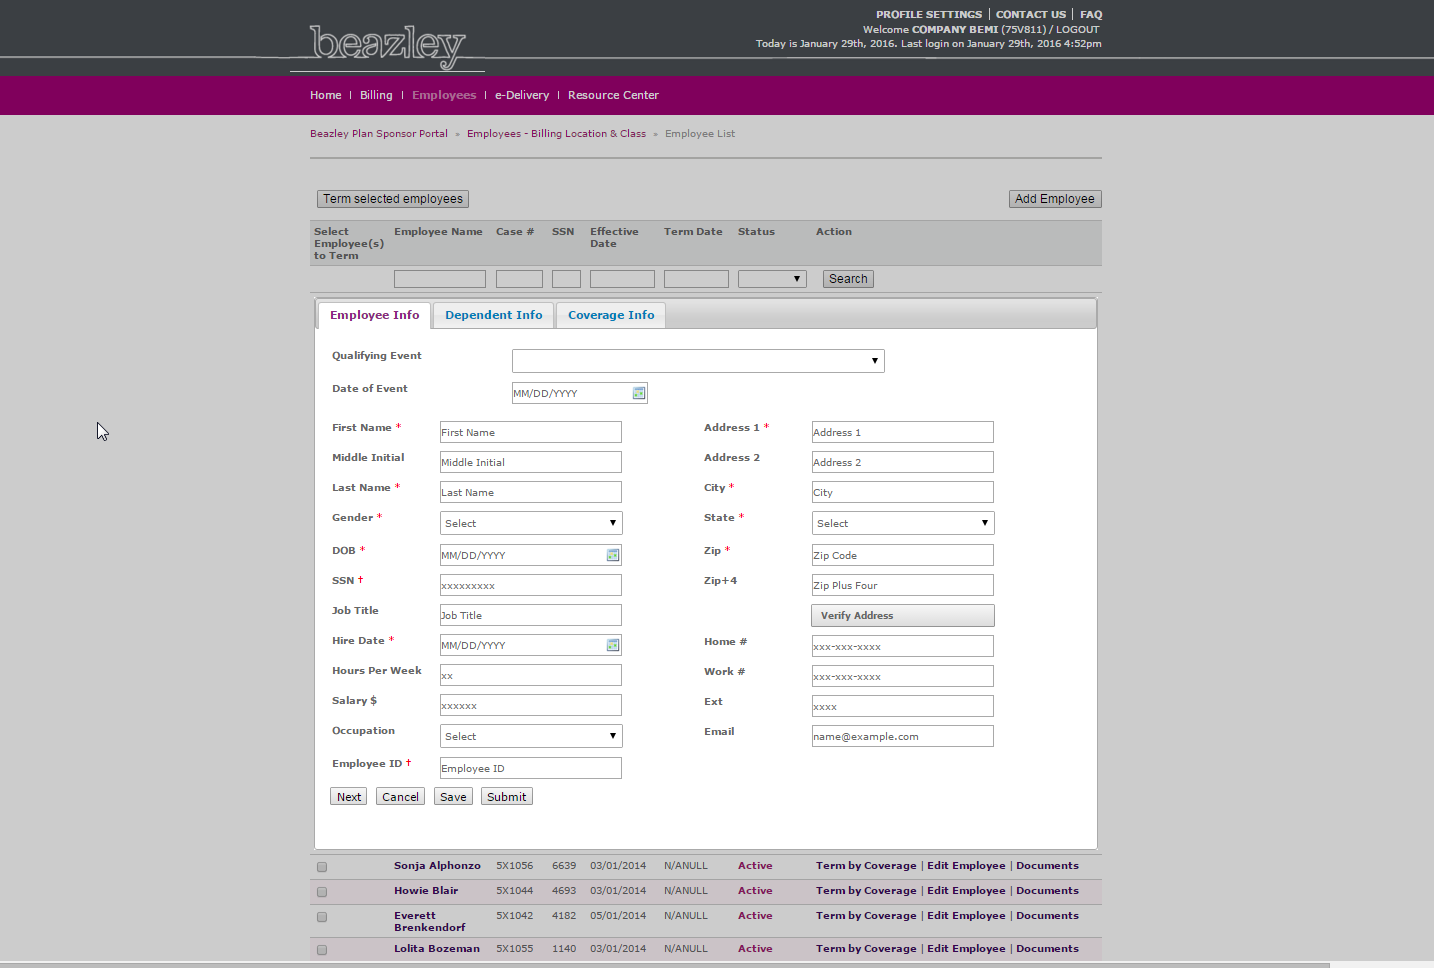 PROFILE SETTINGS | CONTACT US | FAQ
beazley
Welcome COMPANY BEMI (75V811) / LOGOUT
Today is January 29th, 2016. Last login on January 29th, 2016 4:52pm
Home | Billing | Employees | e-Delivery | Resource Center
Beazley Plan Sponsor Portal » Employees - Billing Location & Class » Employee List
Term selected employees Add Employee
Select Employee Name Case # SSN Effective Term Date Status Action
Employee(s) Date
to Term
Search
Employee Info Dependent Info Coverage Info
Qualifying Event
Date of Event MM/DD/YYYY
First Name * First Name Address 1 * Address 1
Middle Initial Middle Initial Address 2 Address 2
Last Name * Last Name City * City
Gender * Select State * Select
DOB * MM/DD/YYYY Zip * Zip Code
SSN † xxxxxxxxx Zip+4 Zip Plus Four
Job Title Job Title Verify Address
Hire Date * MM/DD/YYYY Home # xxx-xxx-xxxx
Hours Per Week xx Work # xxx-xxx-xxxx
Salary $ xxxxxx Ext xxxx
Occupation Select Email name@example.com
Employee ID † Employee ID
Next Cancel Save Submit
Sonja Alphonzo 5X1056 6639 03/01/2014 N/ANULL Active Term by Coverage | Edit Employee | Documents
Howie Blair 5X1044 4693 03/01/2014 N/ANULL Active Term by Coverage | Edit Employee | Documents
Everett 5X1042 4182 05/01/2014 N/ANULL Active Term by Coverage | Edit Employee | Documents
Brenkendorf
Lolita Bozeman 5X1055 1140 03/01/2014 N/ANULL Active Term by Coverage | Edit Employee | Documents